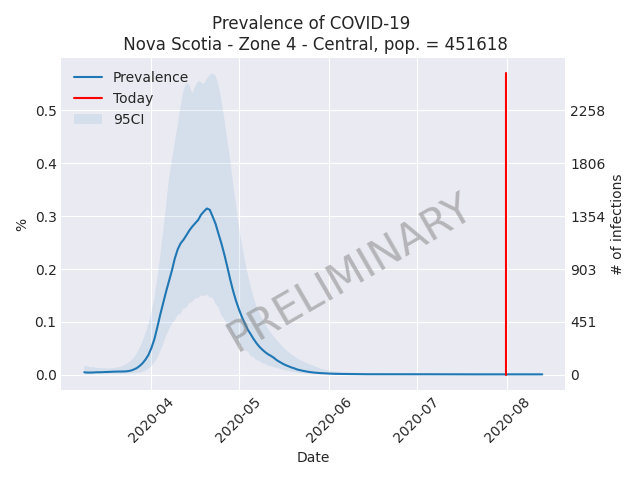 Prevalence of COVID-19
Nova Scotia - Zone 4 - Central, pop. = 451618
Prevalence
Today
95CI
0.5
0.4
0.3
0.2
0.1
0.0
%
2258
1806
1354
903
451
0
# of infections
PRELIMINARY
2020-04
2020-05
2020-06
2020-07
2020-08
Date